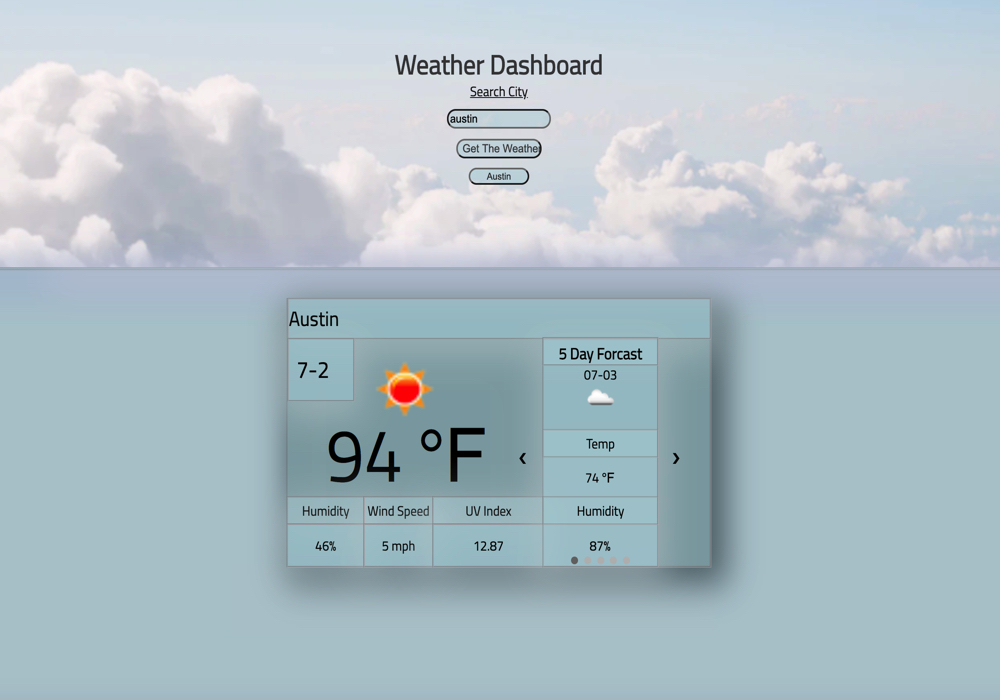 Weather Dashboard
Search City
austin
Get The Weather
Austin
Austin
7-2
94 °F
Humidity Wind Speed UV Index
46% 5 mph 12.87
5 Day Forcast
07-03
Temp
74 °F
Humidity
87%
‹ ›